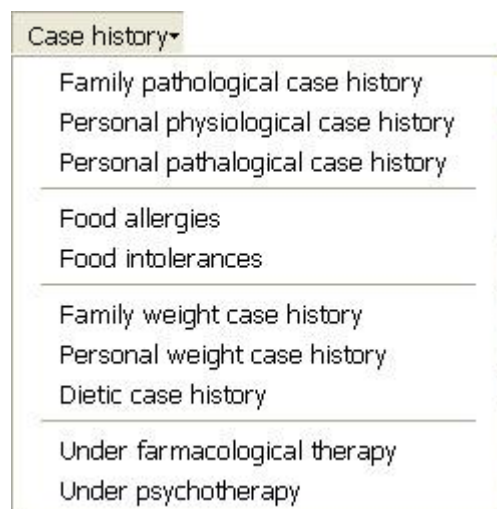 Case history
Family pathological case history
Personal physiological case history
Personal pathalogical case history
Food allergies
Food intolerances
Family weight case history
Personal weight case history
Dietic case history
Under farmacological therapy
Under psychotherapy